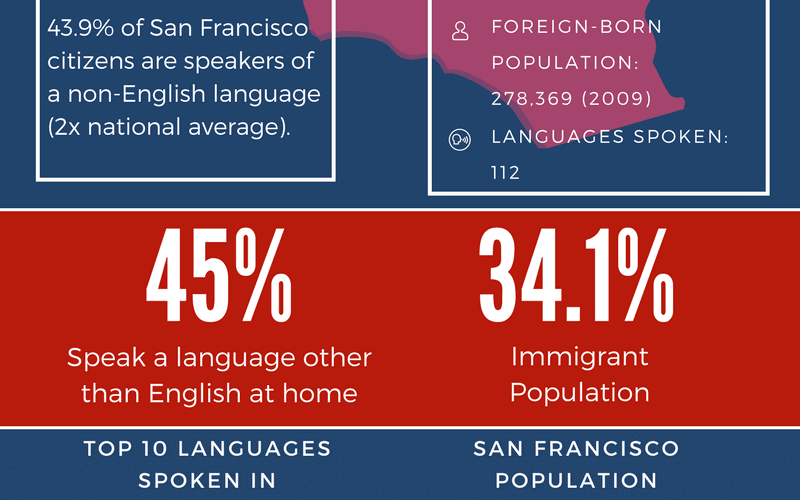 43.9% of San Francisco
citizens are speakers of
a non-English language
(2x national average).
FOREIGN-BORN
POPULATION:
278,369 (2009)
LANGUAGES SPOKEN:
112
45%
Speak a language other
than English at home
34.1%
Immigrant
Population
TOP 10 LANGUAGES
SPOKEN IN
SAN FRANCISCO
POPULATION